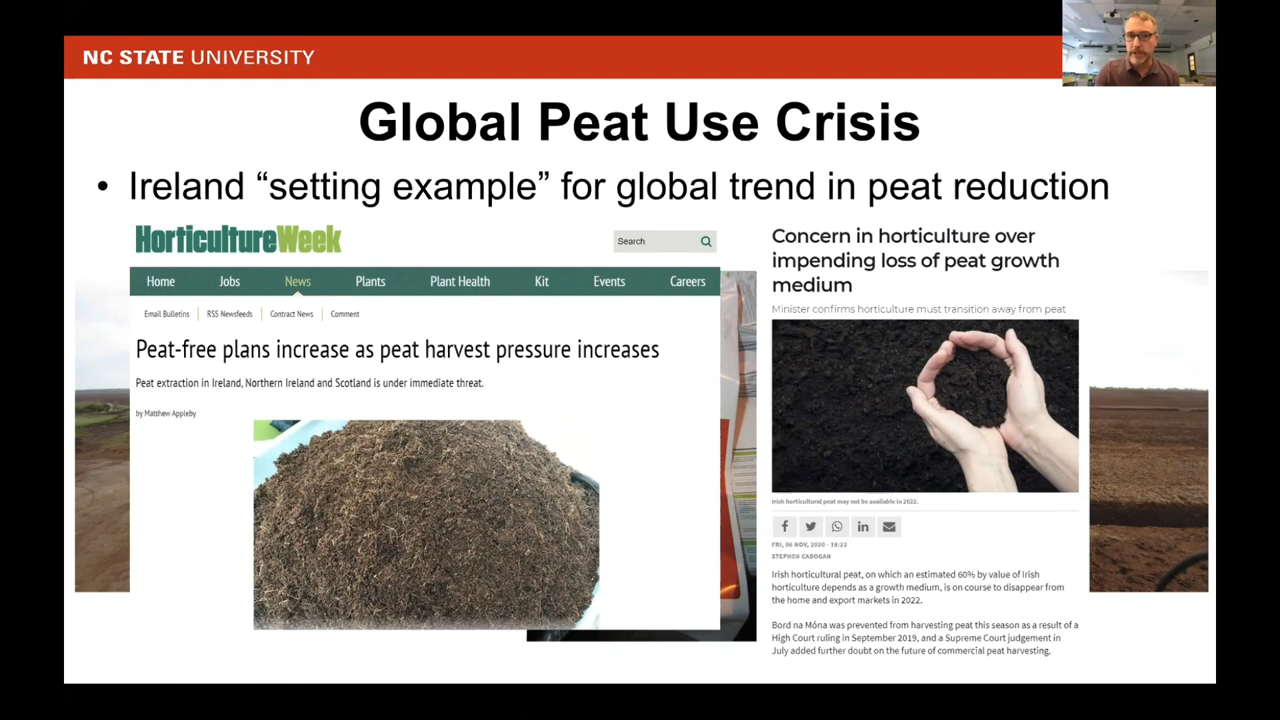 NC STATE UNIVERSITY
Global Peat Use Crisis
• Ireland “setting example” for global trend in peat reduction
HorticultureWeek
Search
Home Jobs News Plants Plant Health Kit Events Careers
Email Bulletins RSS Newsfeeds Contract News Comment
Peat-free plans increase as peat harvest pressure increases
Peat extraction in Ireland, Northern Ireland and Scotland is under immediate threat.
by Matthew Appleby
Concern in horticulture over
impending loss of peat growth
medium
Minister confirms horticulture must transition away from peat
Irish horticultural peat may not be available in 2022.
FRI, 06 NOV, 2020 - 18:22
STEPHEN CADOGAN
Irish horticultural peat, on which an estimated 60% by value of Irish
horticulture depends as a growth medium, is on course to disappear from
the home and export markets in 2022.
Bord na Móna was prevented from harvesting peat this season as a result of a
High Court ruling in September 2019, and a Supreme Court judgement in
July added further doubt on the future of commercial peat harvesting.